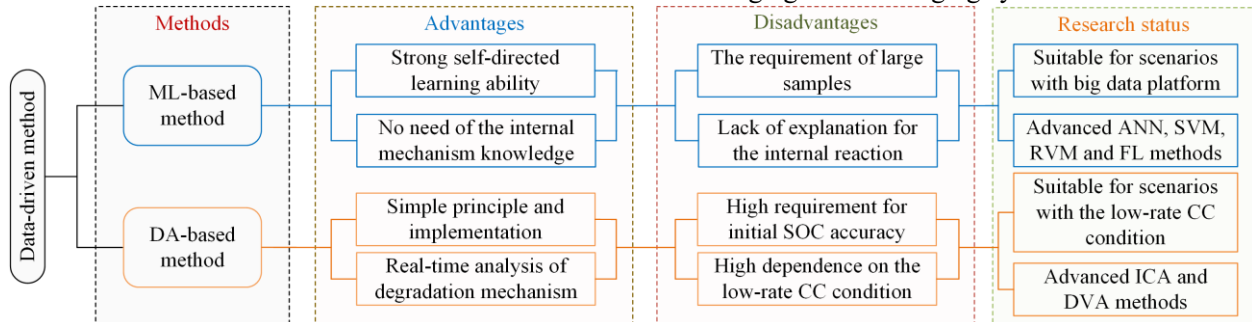 Methods
Advantages
Disadvantages
Research status
Data-driven method
ML-based
method
Strong self-directed
learning ability
No need of the internal
mechanism knowledge
The requirement of large
samples
Lack of explanation for
the internal reaction
Suitable for scenarios
with big data platform
Advanced ANN, SVM,
RVM and FL methods
DA-based
method
Simple principle and
implementation
Real-time analysis of
degradation mechanism
High requirement for
initial SOC accuracy
High dependence on the
low-rate CC condition
Suitable for scenarios
with the low-rate CC
condition
Advanced ICA and
DVA methods